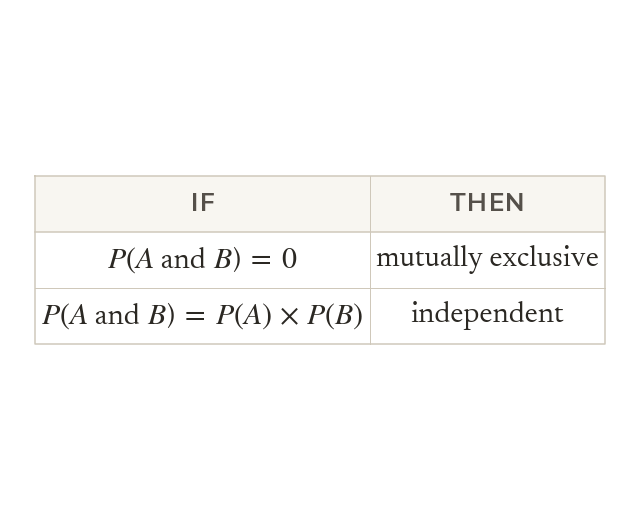 IF THEN
P(A and B) = 0 mutually exclusive
P(A and B) = P(A) × P(B) independent